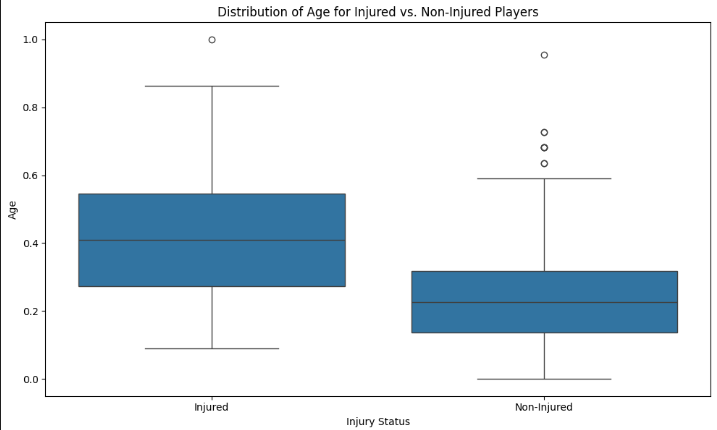 Distribution of Age for Injured vs. Non-Injured Players
1.0
0.8
0.6
0.4
0.2
0.0
Age
Injured
Non-Injured
Injury Status